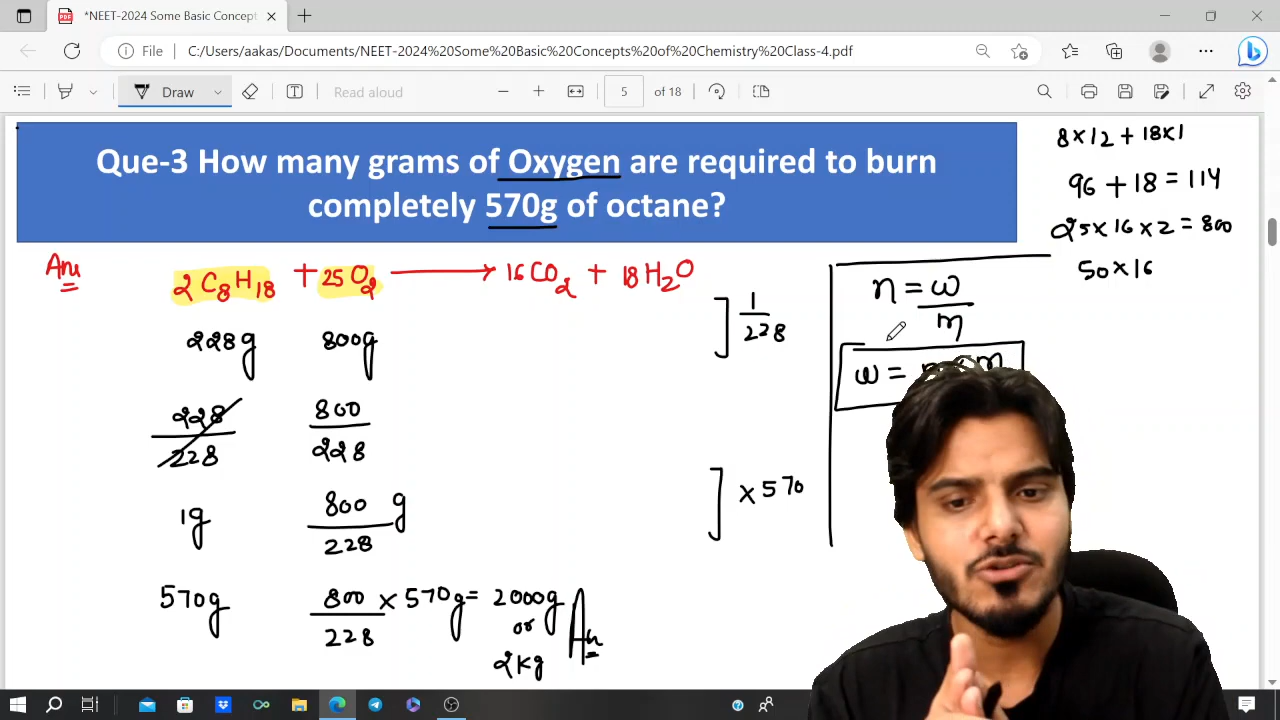 *NEET-2024 Some Basic Concept
File
C:/Users/aakas/Documents/NEET-2024%20Some%20Basic%20Concepts%20of%20Chemistry%20Class-4.pdf
Draw
Read aloud
5
of 18
Que-3 How many grams of Oxygen are required to burn
completely 570g of octane?
8×12 + 18×1
96 + 18 = 114
25×16×2 = 800
50×16
Ans
2C₈H₁₈ + 25O₂ → 16CO₂ + 18H₂O
228g 800g
] 1/228
n = w/m
w =
228/228 800/228
1g 800/228 g
] ×570
570g 800/228 × 570g = 2000g
or
2Kg
Ans